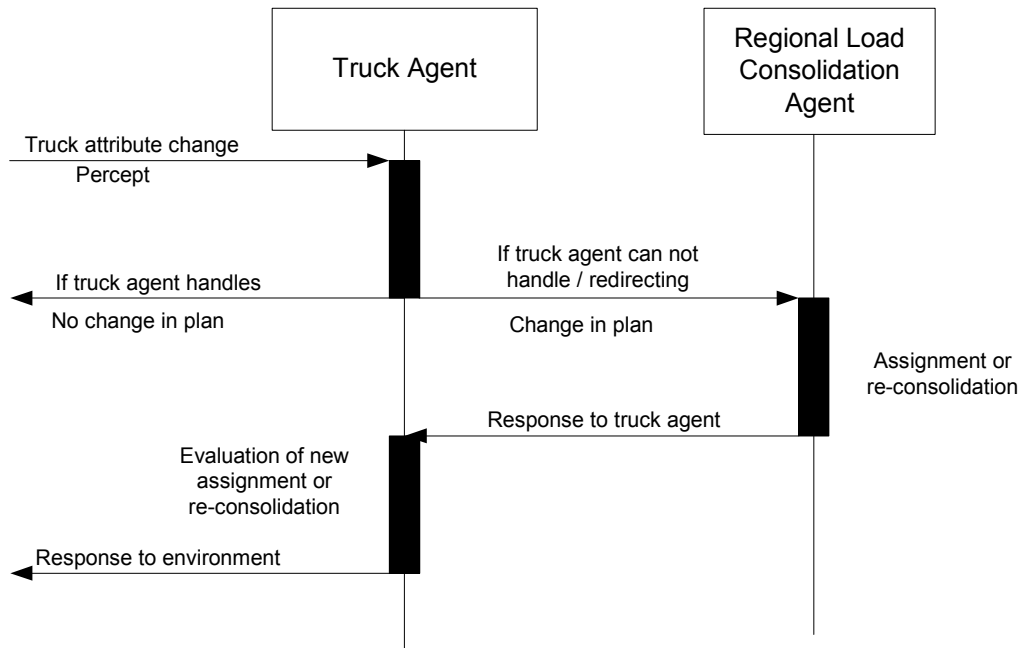 Truck Agent
Regional Load
Consolidation
Agent
Truck attribute change
Percept
If truck agent handles
No change in plan
If truck agent can not
handle / redirecting
Change in plan
Assignment or
re-consolidation
Response to truck agent
Evaluation of new
assignment or
re-consolidation
Response to environment